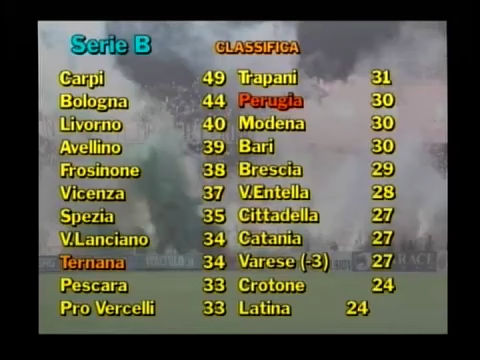 Serie B CLASSIFICA
Carpi 49 Trapani 31
Bologna 44 Perugia 30
Livorno 40 Modena 30
Avellino 39 Bari 30
Frosinone 38 Brescia 29
Vicenza 37 V.Entella 28
Spezia 35 Cittadella 27
V.Lanciano 34 Catania 27
Ternana 34 Varese (-3) 27
Pescara 33 Crotone 24
Pro Vercelli 33 Latina 24